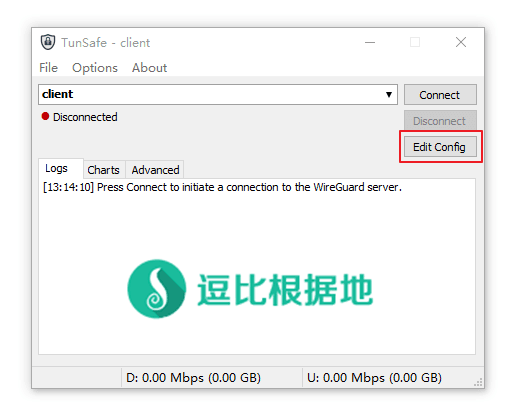 TunSafe - client
File Options About
client Connect
Disconnected Disconnect
Edit Config
Logs Charts Advanced
[13:14:10] Press Connect to initiate a connection to the WireGuard server.
逗比根据地
D: 0.00 Mbps (0.00 GB) U: 0.00 Mbps (0.00 GB)